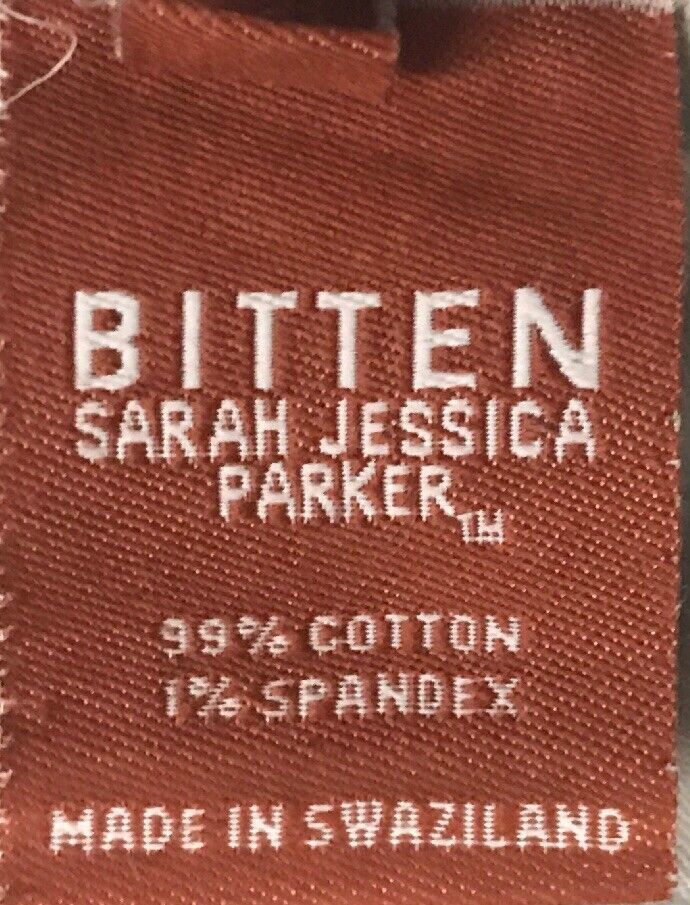 BITTEN
SARAH JESSICA
PARKER TM
99% COTTON
1% SPANDEX
MADE IN SWAZILAND